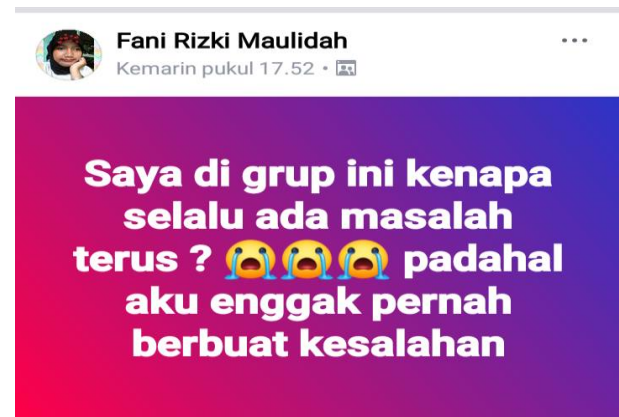 Fani Rizki Maulidah
Kemarin pukul 17.52 •
Saya di grup ini kenapa
selalu ada masalah
terus ? 😭😭😭 padahal
aku enggak pernah
berbuat kesalahan